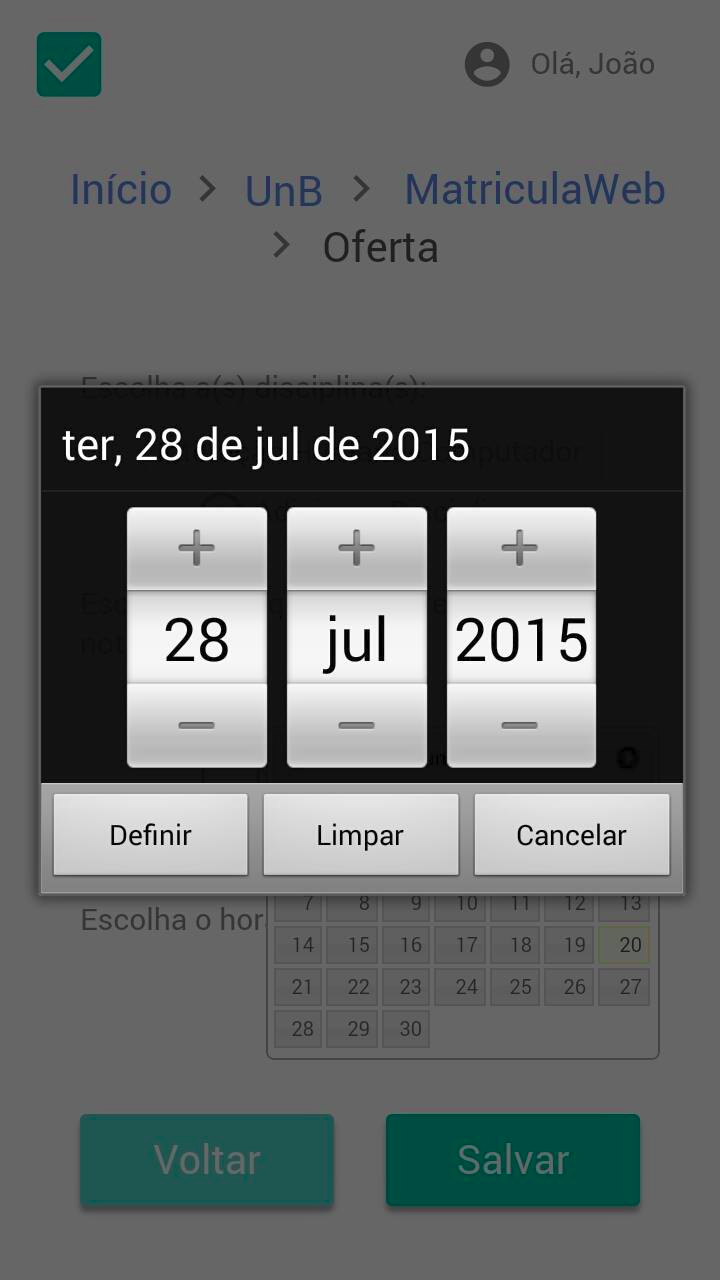 Olá, João
Início > UnB > MatriculaWeb
> Oferta
Escolha a(s) disciplina(s):
ter, 28 de jul de 2015
+ + +
28 jul 2015
− − −
Definir Limpar Cancelar
Escolha o hor
7 8 9 10 11 12 13
14 15 16 17 18 19 20
21 22 23 24 25 26 27
28 29 30
Voltar Salvar